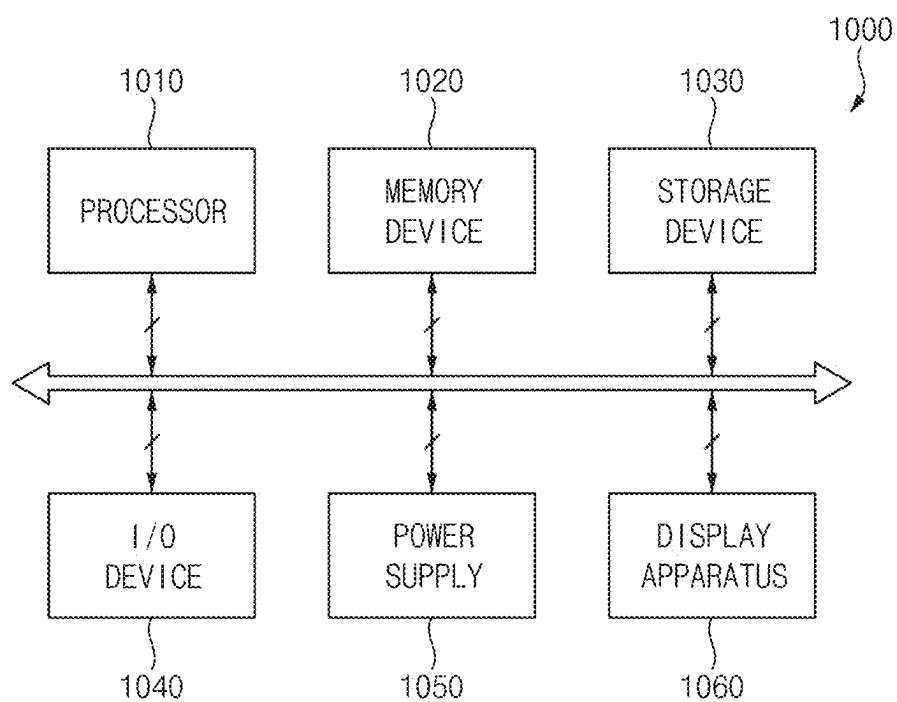 1000
1010
1020
1030
PROCESSOR
MEMORY
DEVICE
STORAGE
DEVICE
I/O
DEVICE
POWER
SUPPLY
DISPLAY
APPARATUS
1040
1050
1060